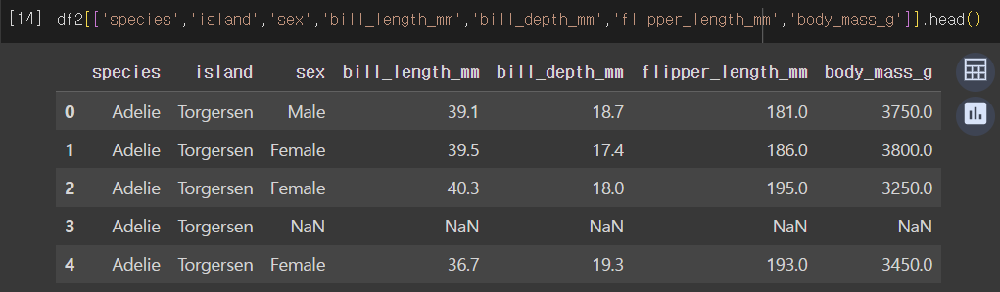 [14] df2[['species','island','sex','bill_length_mm','bill_depth_mm','flipper_length_mm','body_mass_g']].head()
species island sex bill_length_mm bill_depth_mm flipper_length_mm body_mass_g
0 Adelie Torgersen Male 39.1 18.7 181.0 3750.0
1 Adelie Torgersen Female 39.5 17.4 186.0 3800.0
2 Adelie Torgersen Female 40.3 18.0 195.0 3250.0
3 Adelie Torgersen NaN NaN NaN NaN NaN
4 Adelie Torgersen Female 36.7 19.3 193.0 3450.0